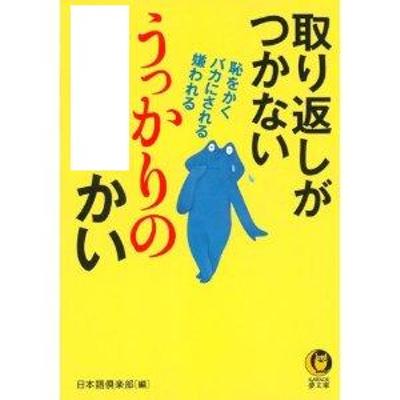 取り返しが
つかない
恥をかく
バカにされる
嫌われる
うっかりの
かい
日本語倶楽部[編]
KAWADE
夢文庫